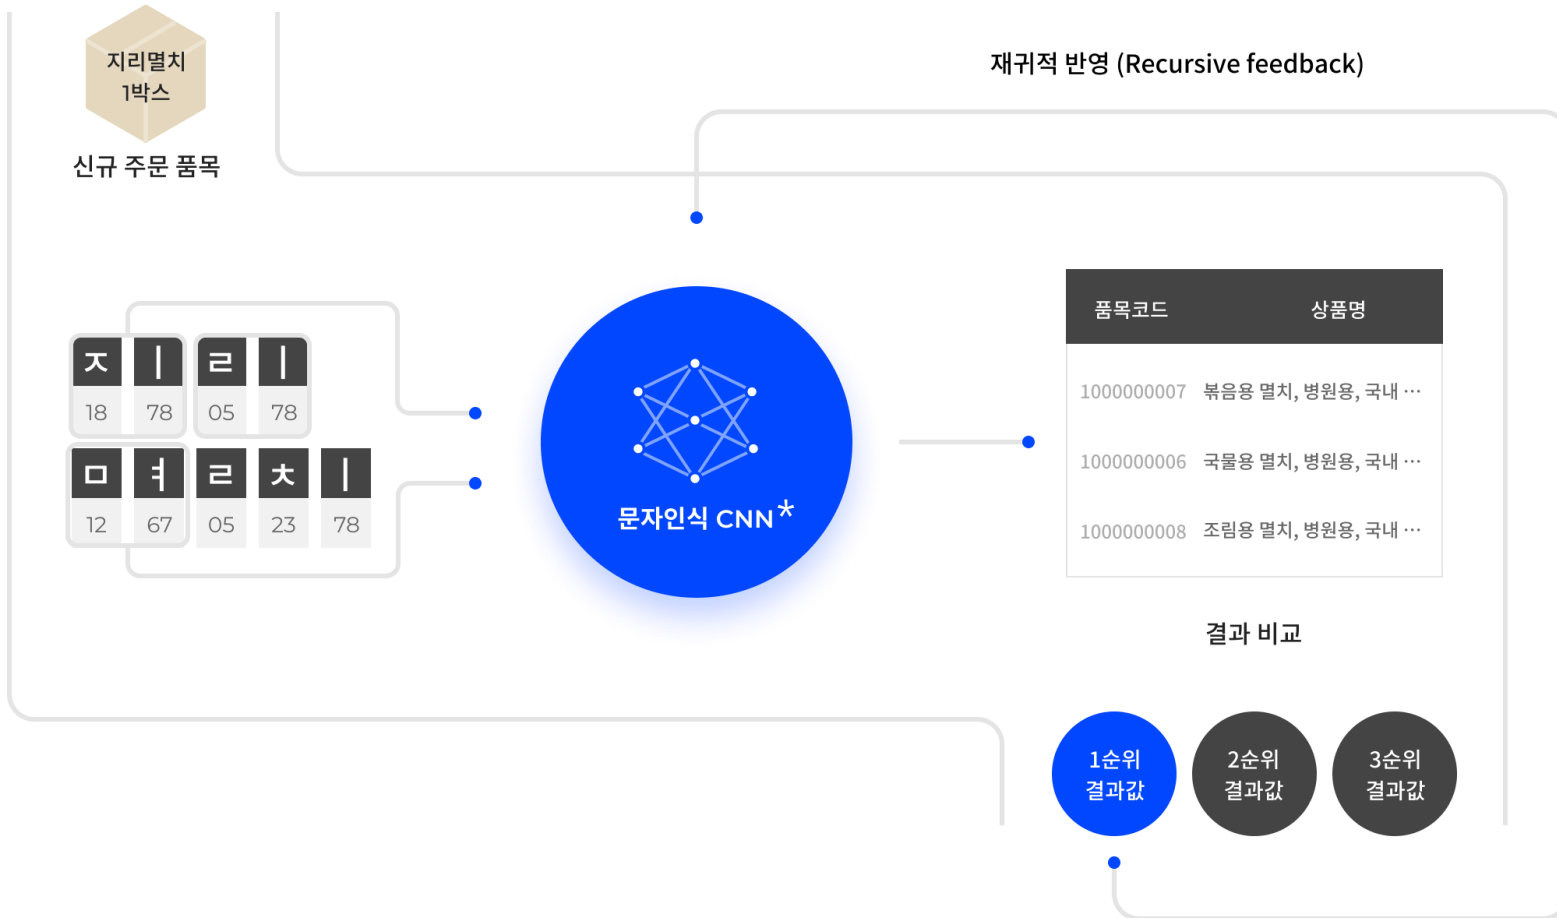 지리멸치
1박스
신규 주문 품목
재귀적 반영 (Recursive feedback)
ㅈ ㅣ ㄹ ㅣ
18 78 05 78
ㅁ ㅕ ㄹ ㅊ ㅣ
12 67 05 23 78
문자인식 CNN*
품목코드 상품명
1000000007 볶음용 멸치, 병원용, 국내 ···
1000000006 국물용 멸치, 병원용, 국내 ···
1000000008 조림용 멸치, 병원용, 국내 ···
결과 비교
1순위
결과값
2순위
결과값
3순위
결과값